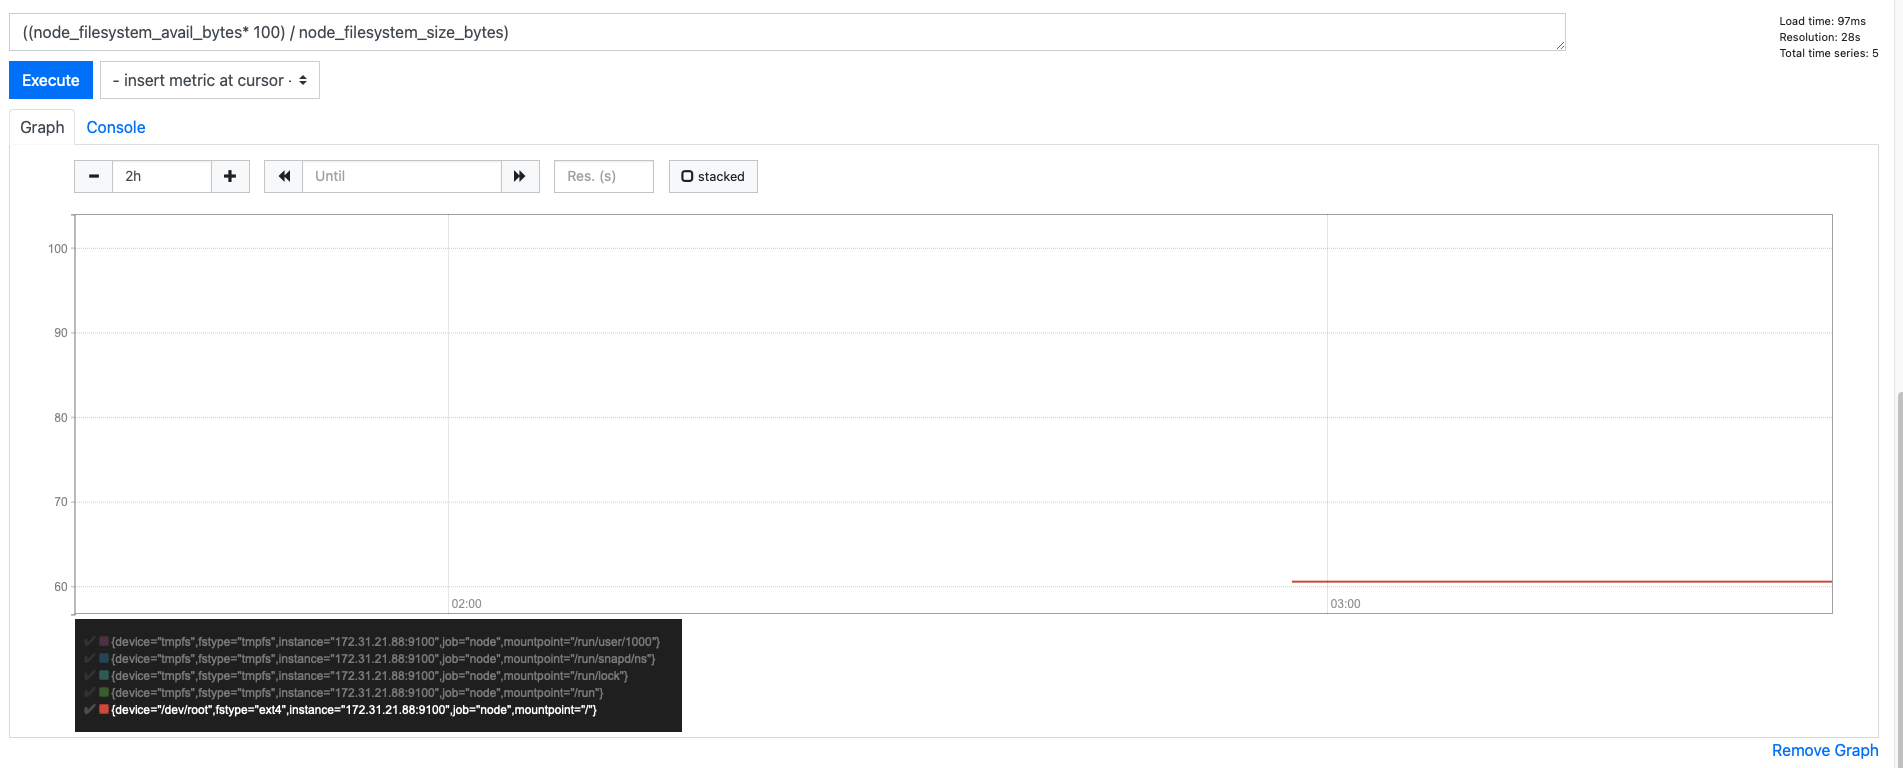 ((node_filesystem_avail_bytes* 100) / node_filesystem_size_bytes)
Load time: 97ms
Resolution: 28s
Total time series: 5
Execute
- insert metric at cursor -
Graph
Console
2h
Until
Res. (s)
stacked
100
90
80
70
60
02:00
03:00
{device="tmpfs",fstype="tmpfs",instance="172.31.21.88:9100",job="node",mountpoint="/run/user/1000"}
{device="tmpfs",fstype="tmpfs",instance="172.31.21.88:9100",job="node",mountpoint="/run/snapd/ns"}
{device="tmpfs",fstype="tmpfs",instance="172.31.21.88:9100",job="node",mountpoint="/run/lock"}
{device="tmpfs",fstype="tmpfs",instance="172.31.21.88:9100",job="node",mountpoint="/run"}
{device="/dev/root",fstype="ext4",instance="172.31.21.88:9100",job="node",mountpoint="/"}
Remove Graph